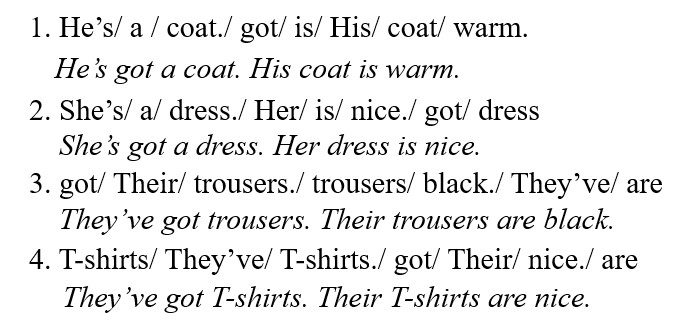 1. He’s/ a / coat./ got/ is/ His/ coat/ warm.
He’s got a coat. His coat is warm.
2. She’s/ a/ dress./ Her/ is/ nice./ got/ dress
She’s got a dress. Her dress is nice.
3. got/ Their/ trousers./ trousers/ black./ They’ve/ are
They’ve got trousers. Their trousers are black.
4. T-shirts/ They’ve/ T-shirts./ got/ Their/ nice./ are
They’ve got T-shirts. Their T-shirts are nice.